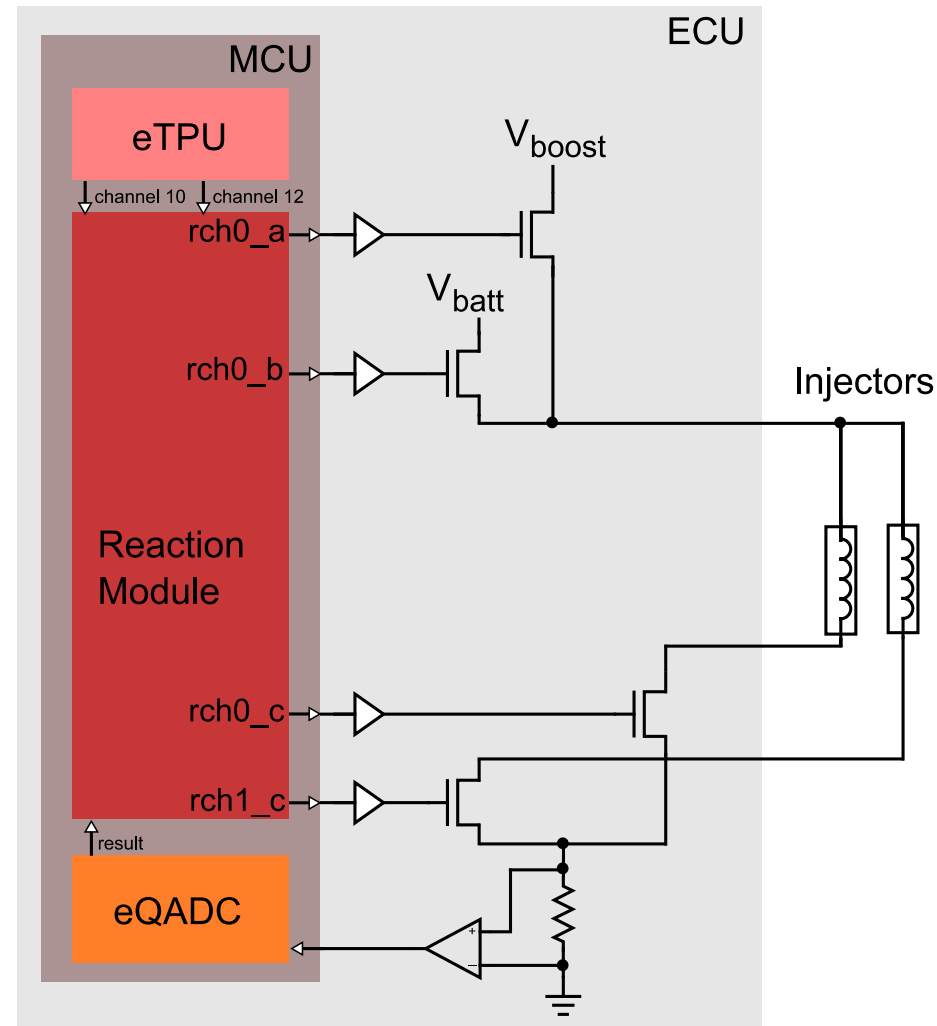 ECU
MCU
eTPU
channel 10
channel 12
Vboost
rch0_a
Vbatt
rch0_b
Injectors
Reaction
Module
rch0_c
rch1_c
result
eQADC
+
−